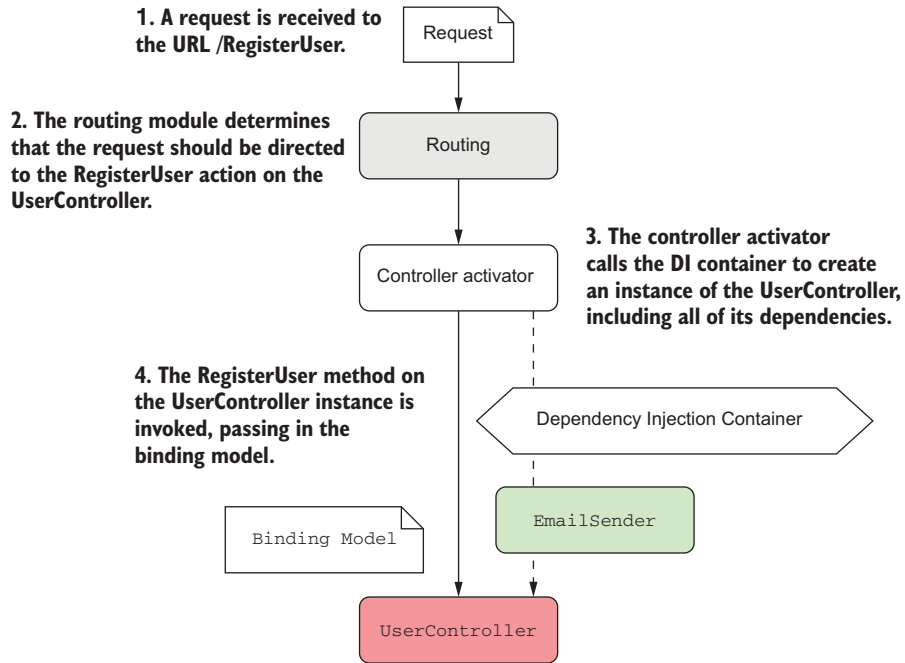 1. A request is received to
the URL /RegisterUser.
Request
2. The routing module determines
that the request should be directed
to the RegisterUser action on the
UserController.
Routing
Controller activator
3. The controller activator
calls the DI container to create
an instance of the UserController,
including all of its dependencies.
4. The RegisterUser method on
the UserController instance is
invoked, passing in the
binding model.
Dependency Injection Container
EmailSender
Binding Model
UserController